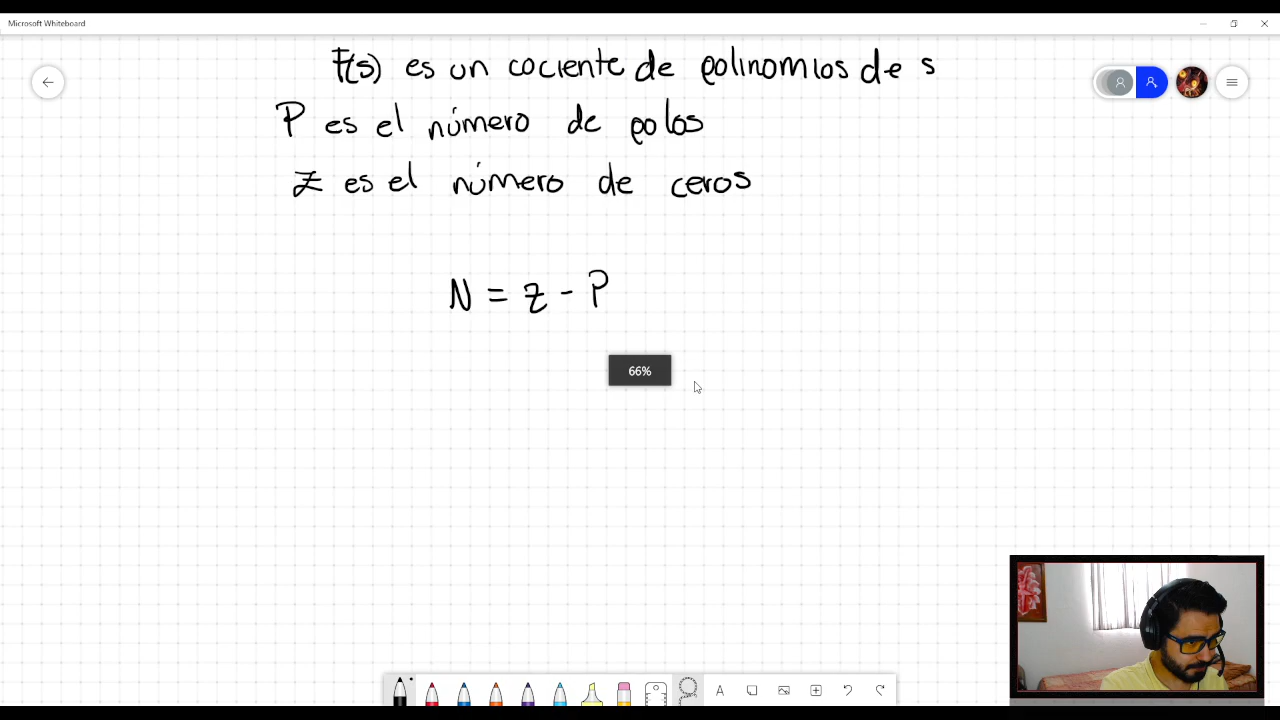 Microsoft Whiteboard
F(s) es un cociente de polinomios de s
P es el número de polos
Z es el número de ceros
N = Z - P
66%
A